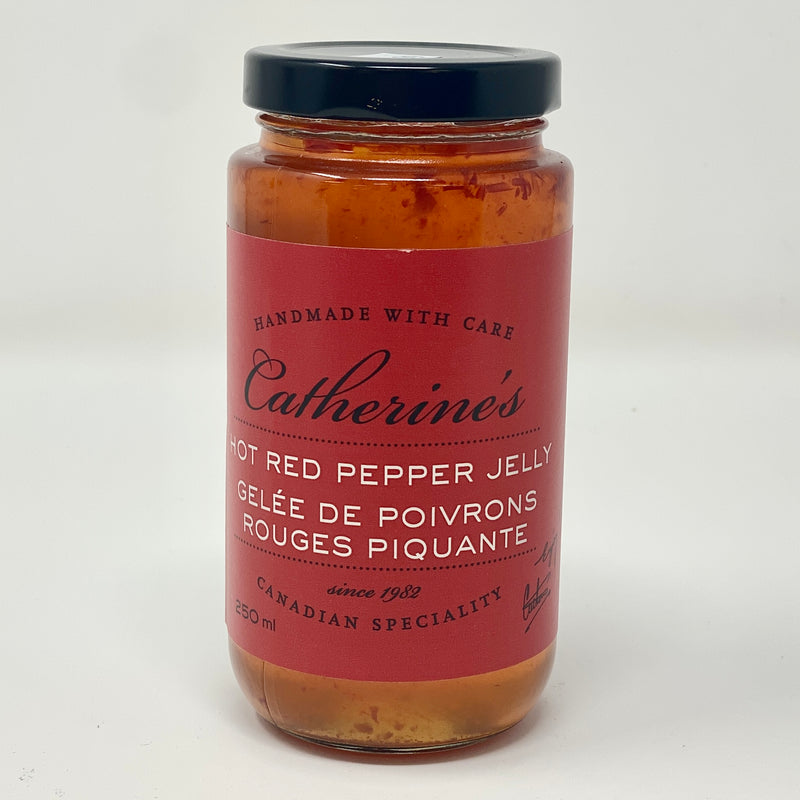 HANDMADE WITH CARE
Catherine's
HOT RED PEPPER JELLY
GELÉE DE POIVRONS
ROUGES PIQUANTE
since 1982
CANADIAN SPECIALITY
250 ml